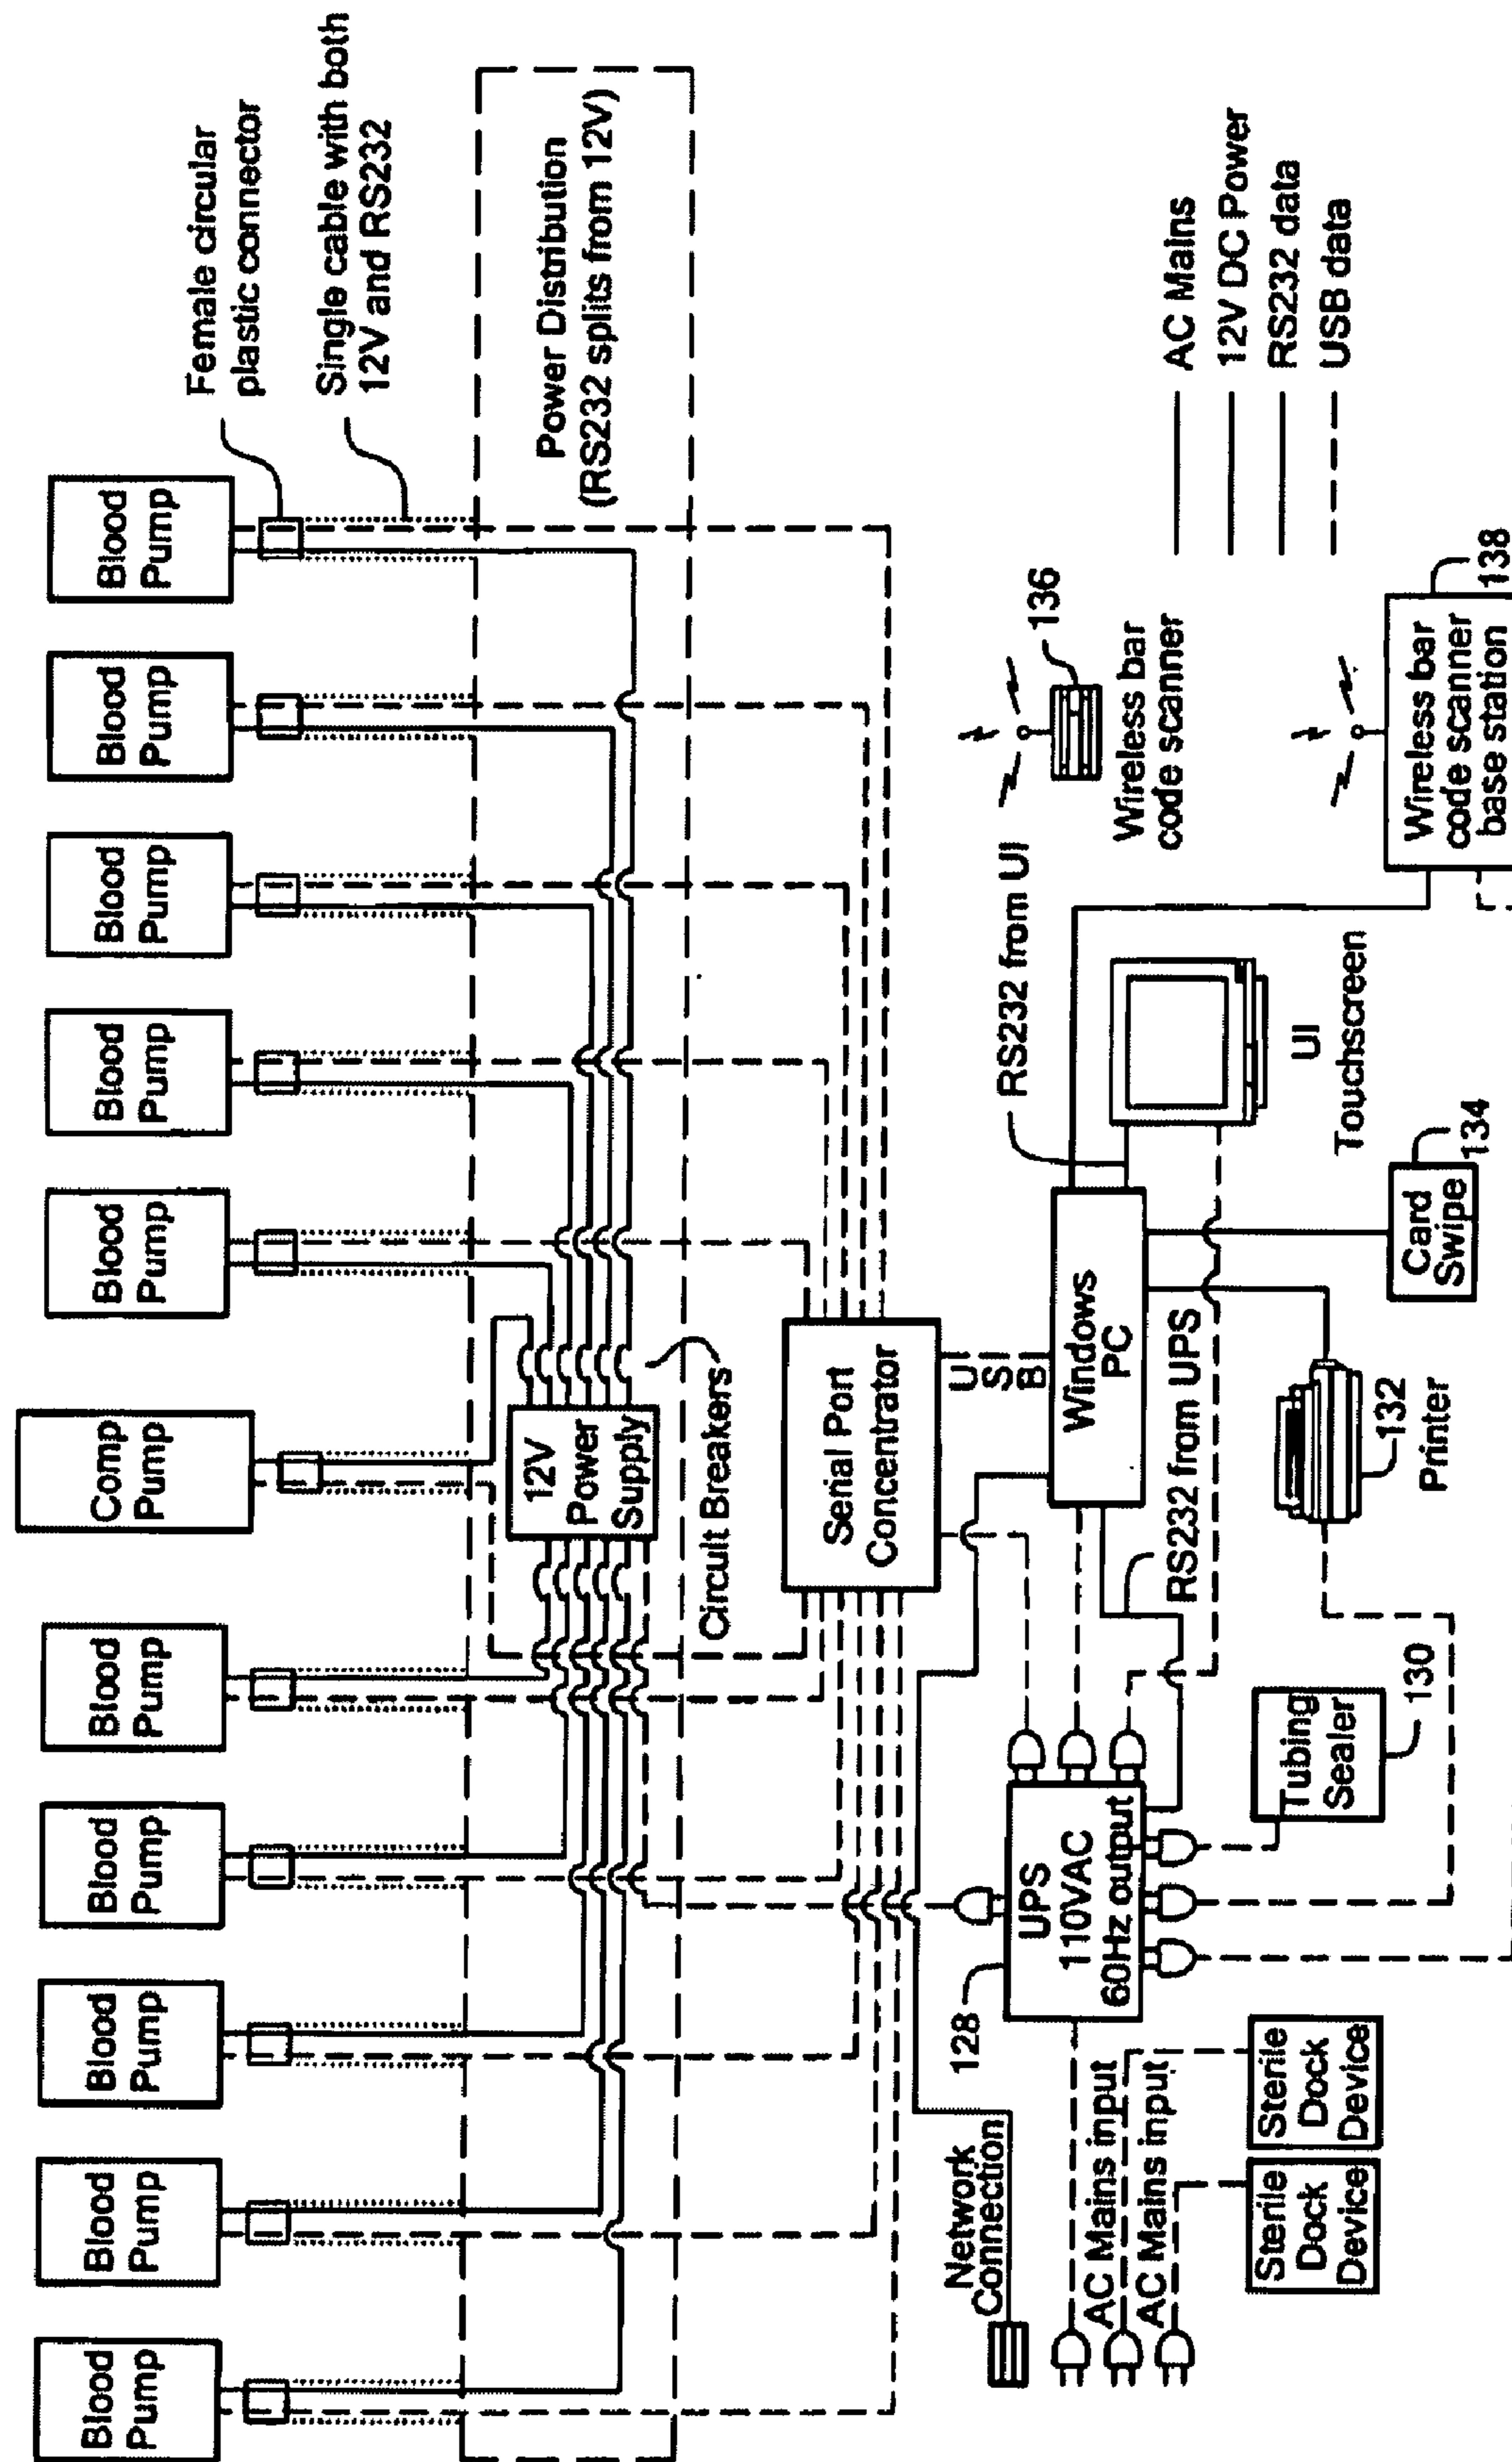 Blood
Pump
Blood
Pump
Blood
Pump
Blood
Pump
Blood
Pump
Comp
Pump
Blood
Pump
Blood
Pump
Blood
Pump
Blood
Pump
Blood
Pump
Female circular
plastic connector
Single cable with both
12V and RS232
Power Distribution
(RS232 splits from 12V)
12V
Power
Supply
Circuit Breakers
Serial Port
Concentrator
USB
Network
Connection
AC Mains input
AC Mains input
128
UPS
110VAC
60Hz output
Sterile
Dock
Device
Sterile
Dock
Device
Tubing
Sealer
130
RS232 from UPS
Windows
PC
132
Printer
Card
Swipe
134
RS232 from UI
UI
Touchscreen
136
Wireless bar
code scanner
Wireless bar
code scanner
base station
138
AC Mains
12V DC Power
RS232 data
USB data